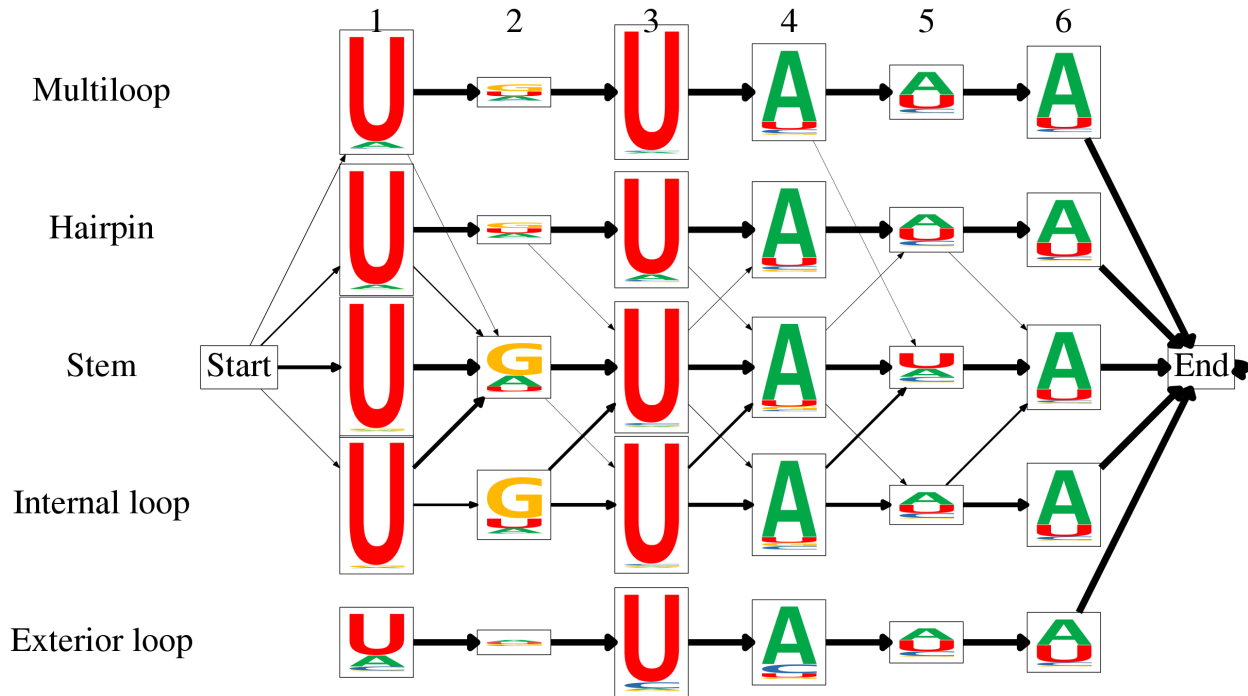 1 2 3 4 5 6
Multiloop U A G U A U A C A U C A U A C A U C
Hairpin U A G U A U A C A U C A U C A U C
Stem Start U G A U U A U A C A U End
Internal loop U G U A U A U C A U C A U C
Exterior loop U A C A U C A C U A U C A U C